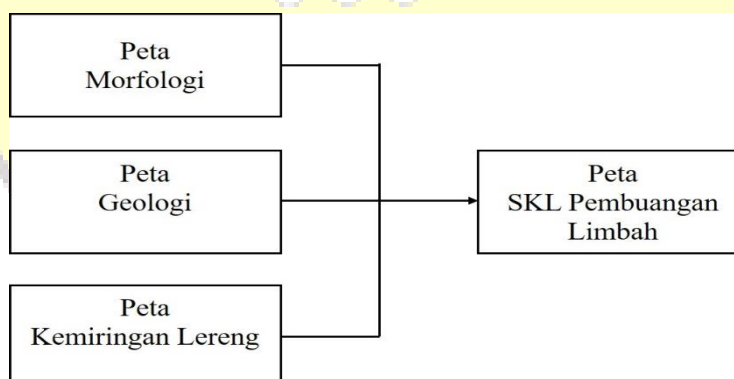 Peta
Morfologi
Peta
Geologi
Peta
SKL Pembuangan
Limbah
Peta
Kemiringan Lereng